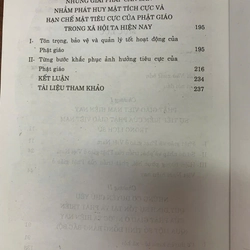 NHẰM PHÁT HUY MẶT TÍCH CỰC VÀ
HẠN CHẾ MẶT TIÊU CỰC CỦA PHẬT GIÁO
TRONG XÃ HỘI TA HIỆN NAY 195
I. Tôn trọng, bảo vệ và quản lý tốt hoạt động của
Phật giáo 195
II. Từng bước khắc phục ảnh hưởng tiêu cực của
Phật giáo 216
KẾT LUẬN 234
TÀI LIỆU THAM KHẢO 237